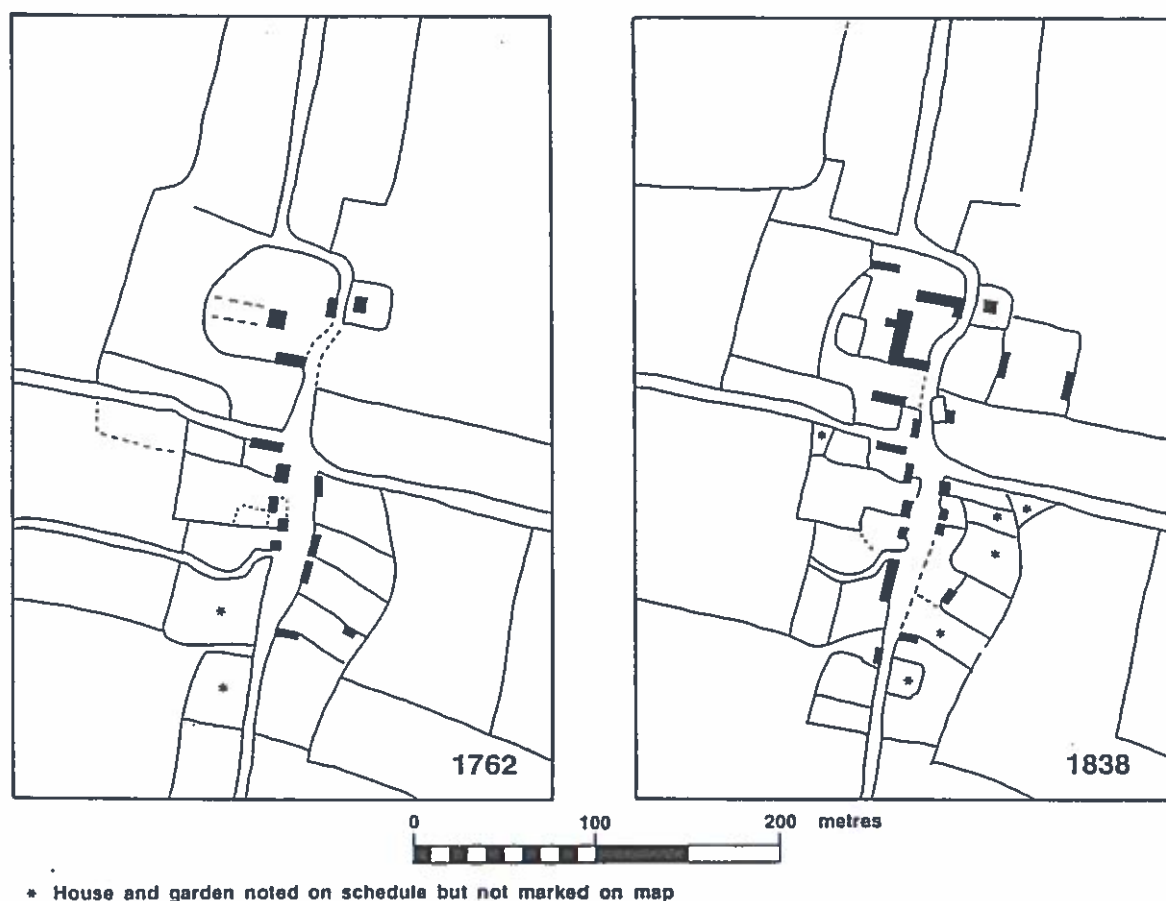 1762
1838
0 100 200 metres
* House and garden noted on schedule but not marked on map